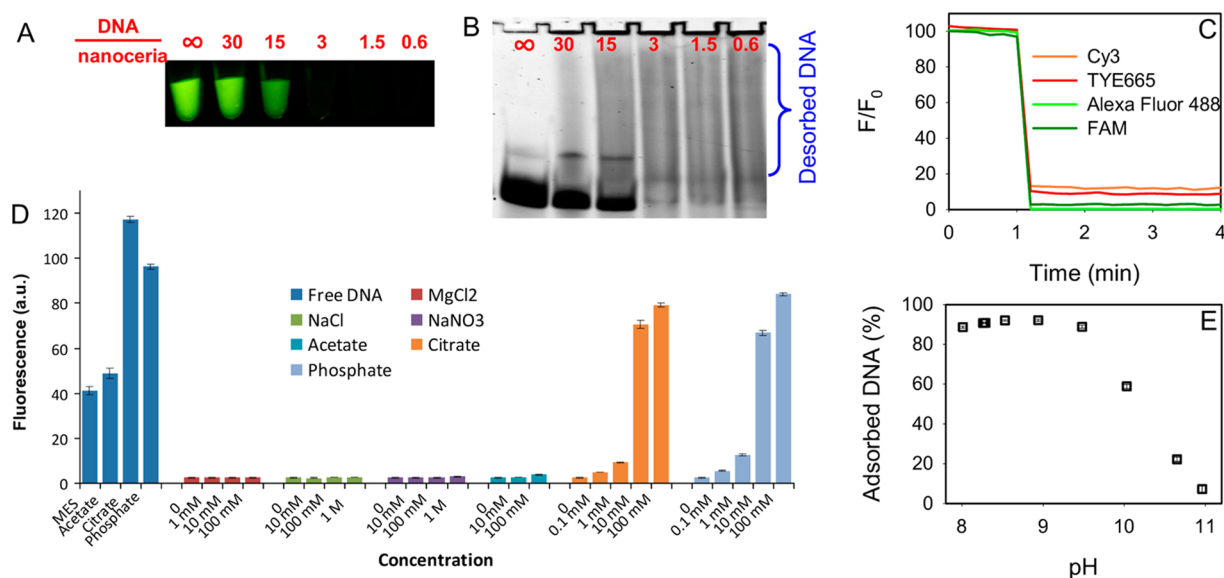 A
DNA
nanoceria
∞ 30 15 3 1.5 0.6
B
∞ 30 15 3 1.5 0.6
Desorbed DNA
C
F/F0
100
80
60
40
20
0
Cy3
TYE665
Alexa Fluor 488
FAM
0 1 2 3 4
Time (min)
D
Fluorescence (a.u.)
120
100
80
60
40
20
0
Free DNA MgCl2
NaCl NaNO3
Acetate Citrate
Phosphate
MES Acetate Citrate Phosphate 0 1 mM 10 mM 100 mM 0 10 mM 100 mM 1 M 0 10 mM 100 mM 1 M 0 10 mM 100 mM 0 0.1 mM 1 mM 10 mM 100 mM 0 0.1 mM 1 mM 10 mM 100 mM
Concentration
E
Adsorbed DNA (%)
100
80
60
40
20
0
8 9 10 11
pH